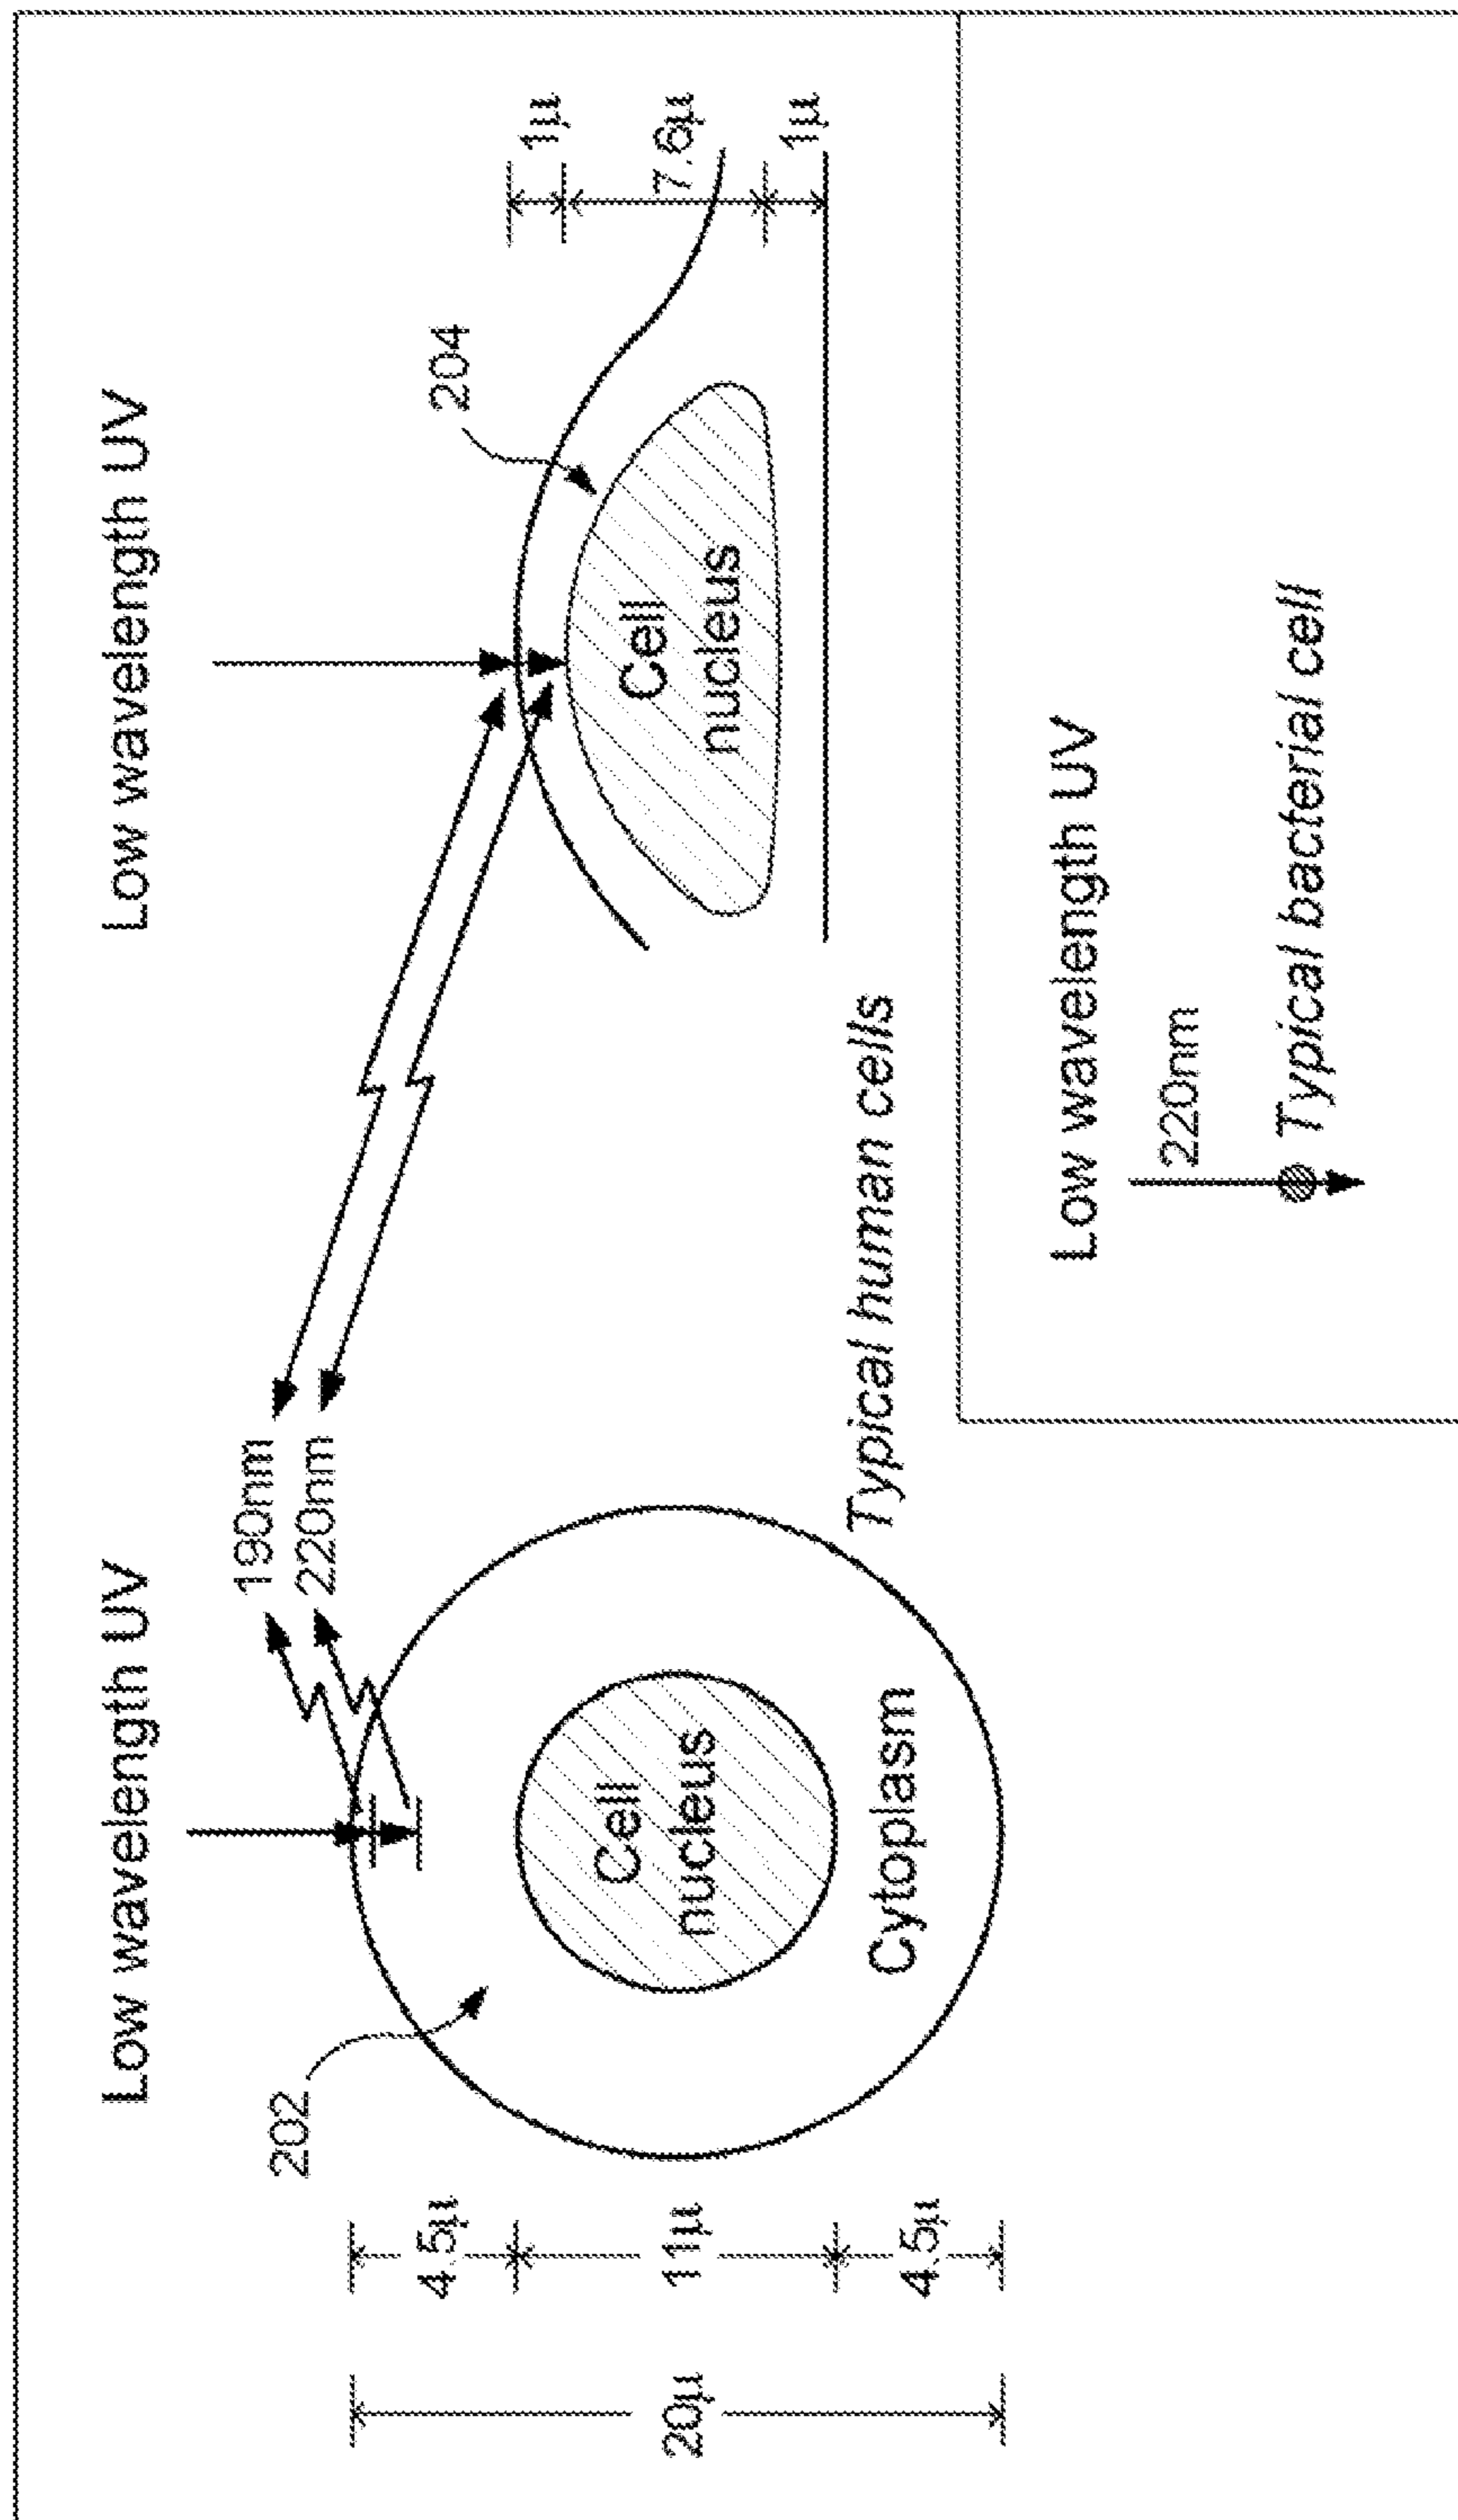 Low wavelength UV
Low wavelength UV
190nm
220nm
202
204
20µ
4.5µ
11µ
4.5µ
Cell
nucleus
Cytoplasm
Cell
nucleus
1µ
7.6µ
1µ
Typical human cells
Low wavelength UV
220nm
Typical bacterial cell